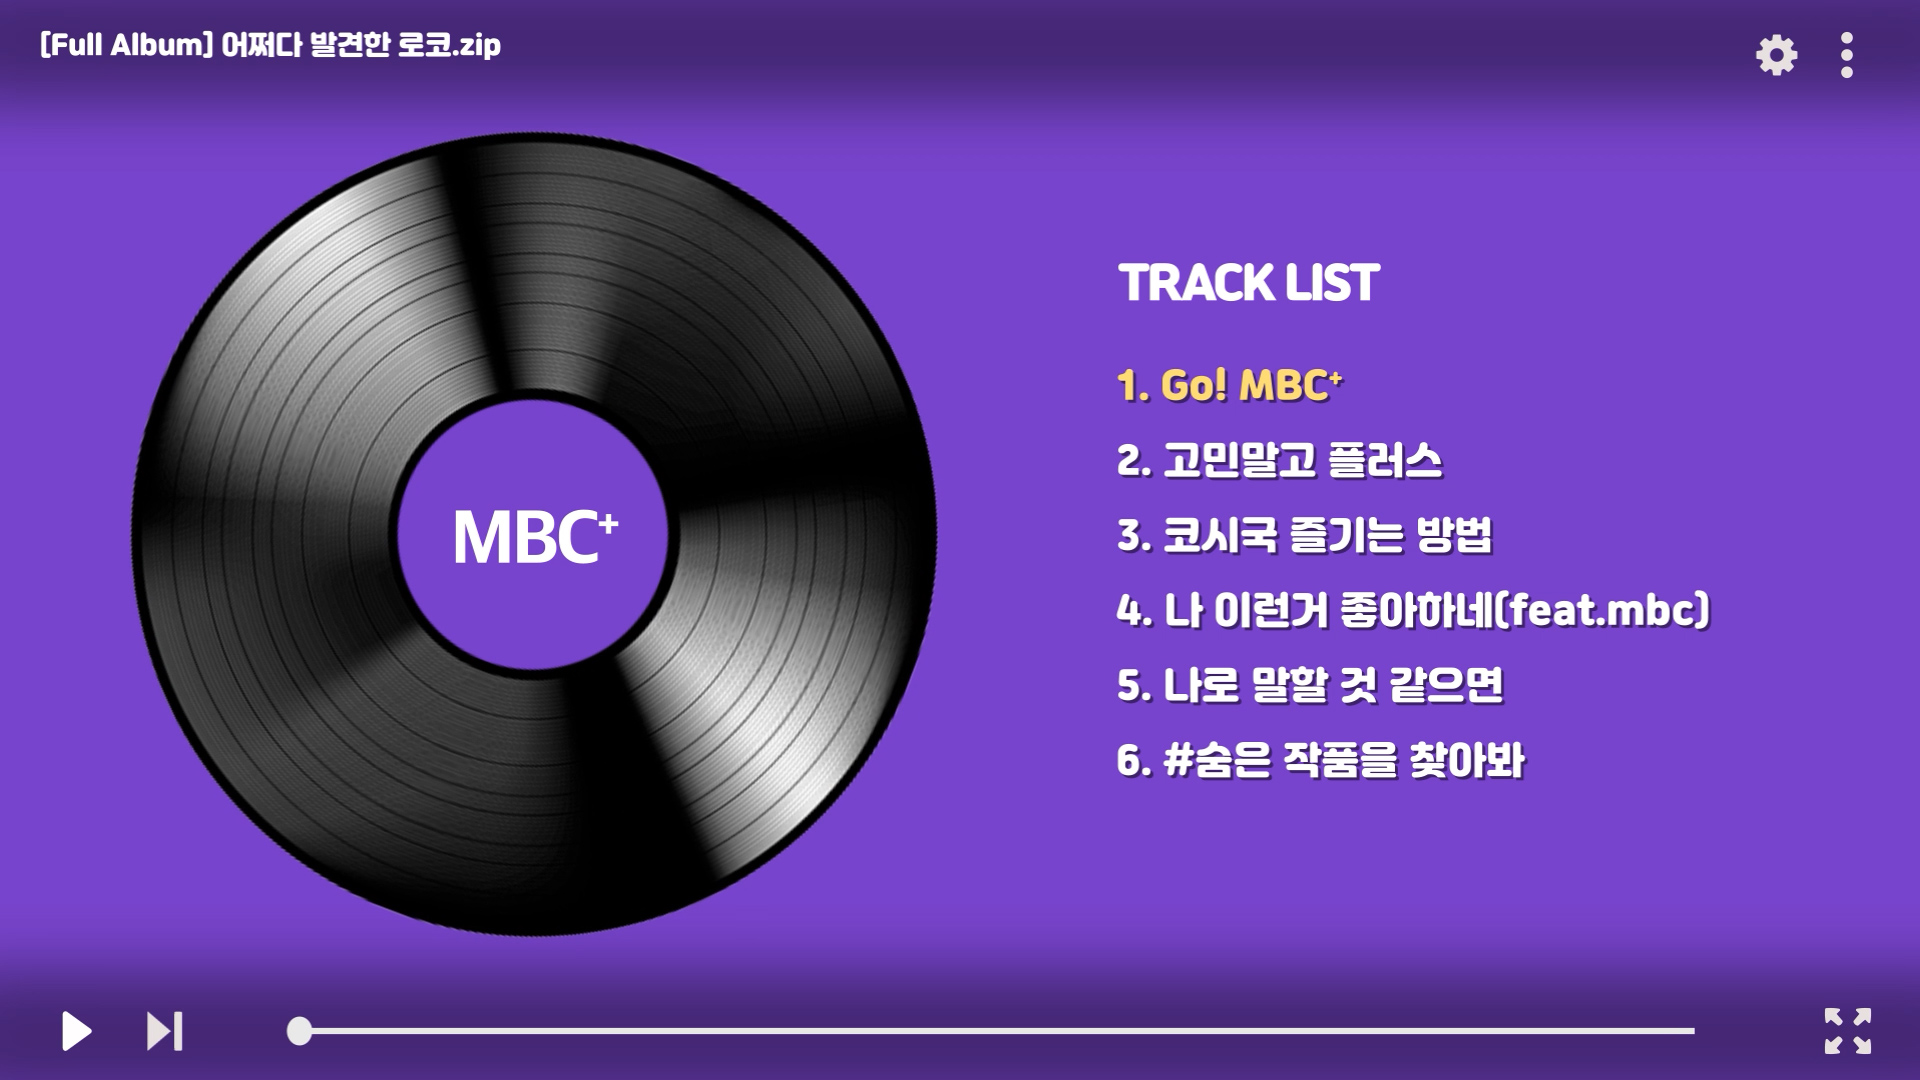 [Full Album] 어쩌다 발견한 로코.zip
MBC+
TRACK LIST
1. Go! MBC+
2. 고민말고 플러스
3. 코시국 즐기는 방법
4. 나 이런거 좋아하네(feat.mbc)
5. 나로 말할 것 같으면
6. #숨은 작품을 찾아봐